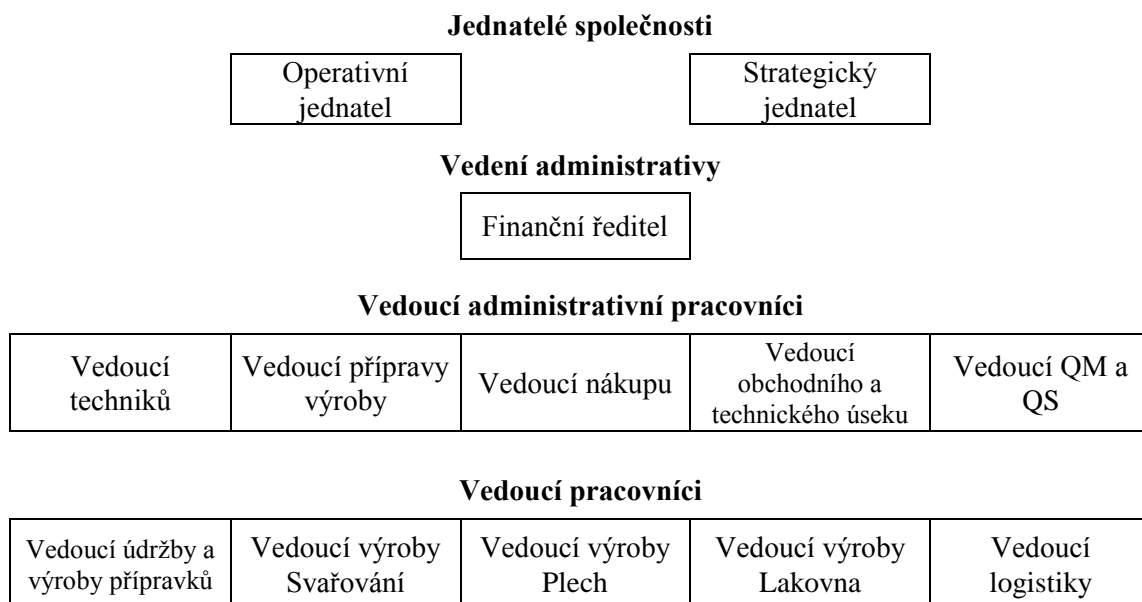 Jednatelé společnosti
Operativní
jednatel
Strategický
jednatel
Vedení administrativy
Finanční ředitel
Vedoucí administrativní pracovníci
Vedoucí
techniků
Vedoucí přípravy
výroby
Vedoucí nákupu
Vedoucí
obchodního a
technického úseku
Vedoucí QM a
QS
Vedoucí pracovníci
Vedoucí údržby a
výroby přípravků
Vedoucí výroby
Svařování
Vedoucí výroby
Plech
Vedoucí výroby
Lakovna
Vedoucí
logistiky